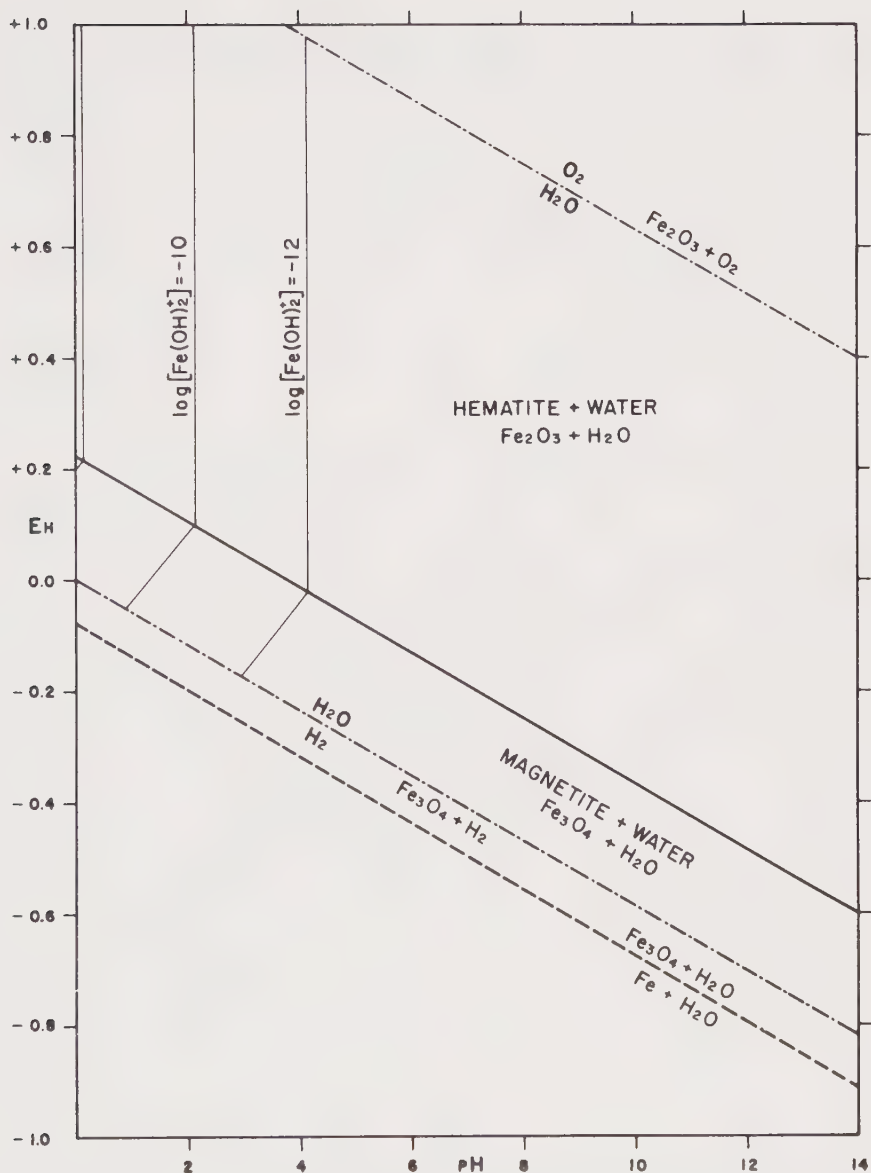 +1.0
+0.8
+0.6
+0.4
+0.2
EH
0.0
-0.2
-0.4
-0.6
-0.8
-1.0
log[Fe(OH)₂⁺]=-10
log[Fe(OH)₂⁺]=-12
O₂
H₂O
Fe₂O₃+O₂
HEMATITE + WATER
Fe₂O₃ + H₂O
H₂O
H₂
Fe₃O₄+H₂
MAGNETITE + WATER
Fe₃O₄ + H₂O
Fe₃O₄+H₂O
Fe + H₂O
2 4 6 pH 8 10 12 14